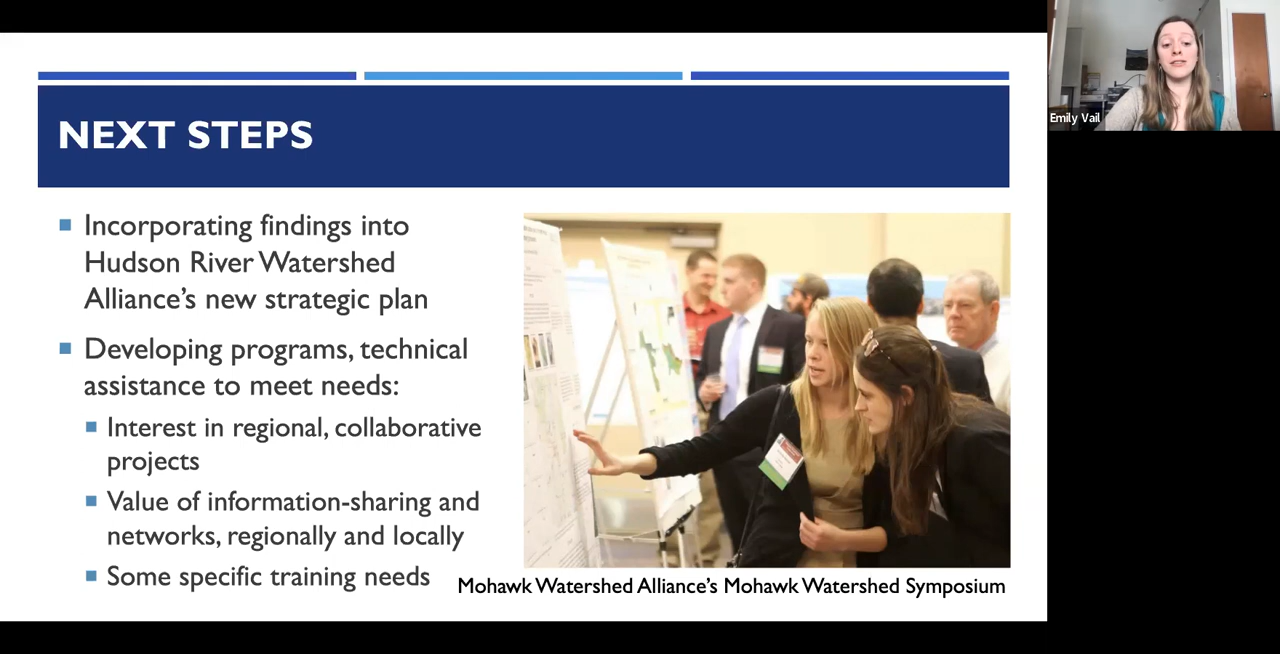 NEXT STEPS
Incorporating findings into
Hudson River Watershed
Alliance's new strategic plan
Developing programs, technical
assistance to meet needs:
Interest in regional, collaborative
projects
Value of information-sharing and
networks, regionally and locally
Some specific training needs
Mohawk Watershed Alliance's Mohawk Watershed Symposium
Emily Vail